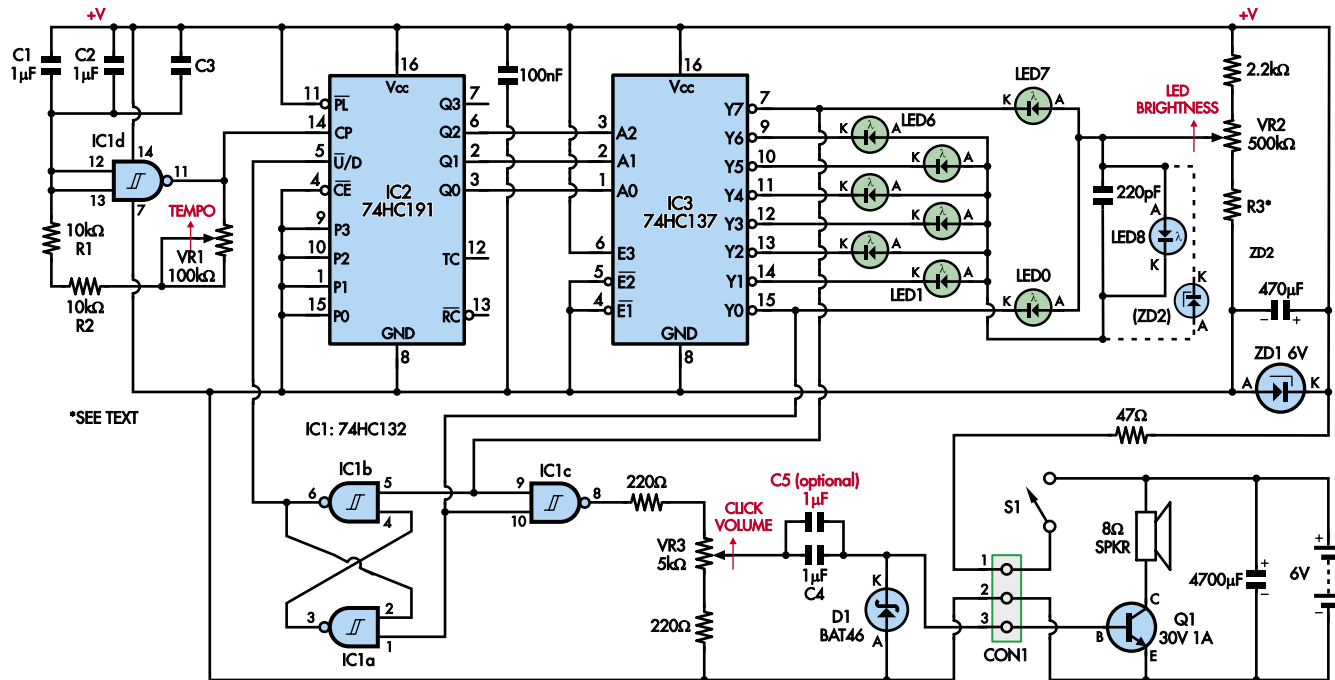 +V
+V
C1
1µF
C2
1µF
C3
IC1d
12
13
14
11
7
10kΩ
R1
10kΩ
R2
TEMPO
VR1
100kΩ
16
Vcc
11 PL
14 CP
5 U/D
4 CE
9 P3
10 P2
1 P1
15 P0
Q3 7
Q2 6
Q1 2
Q0 3
TC 12
RC 13
IC2
74HC191
GND
8
100nF
16
Vcc
3 A2
2 A1
1 A0
6 E3
5 E2
4 E1
IC3
74HC137
Y7 7
Y6 9
Y5 10
Y4 11
Y3 12
Y2 13
Y1 14
Y0 15
GND
8
LED7
K A
LED6
K A
K A
K A
K A
K A
K A
LED1
LED0
K A
220pF
A
LED8
λ
K
K
(ZD2)
A
LED
BRIGHTNESS
2.2kΩ
VR2
500kΩ
R3*
ZD2
470µF
− +
ZD1 6V
A K
*SEE TEXT
IC1: 74HC132
IC1b
6
5
4
IC1a
3
2
1
IC1c
9
10
8
220Ω
VR3
5kΩ
220Ω
CLICK
VOLUME
C5 (optional)
1µF
1µF
C4
K
D1
BAT46
A
47Ω
S1
1
2
3
CON1
8Ω
SPKR
C
B
E
Q1
30V 1A
4700µF
+
−
6V
+
−